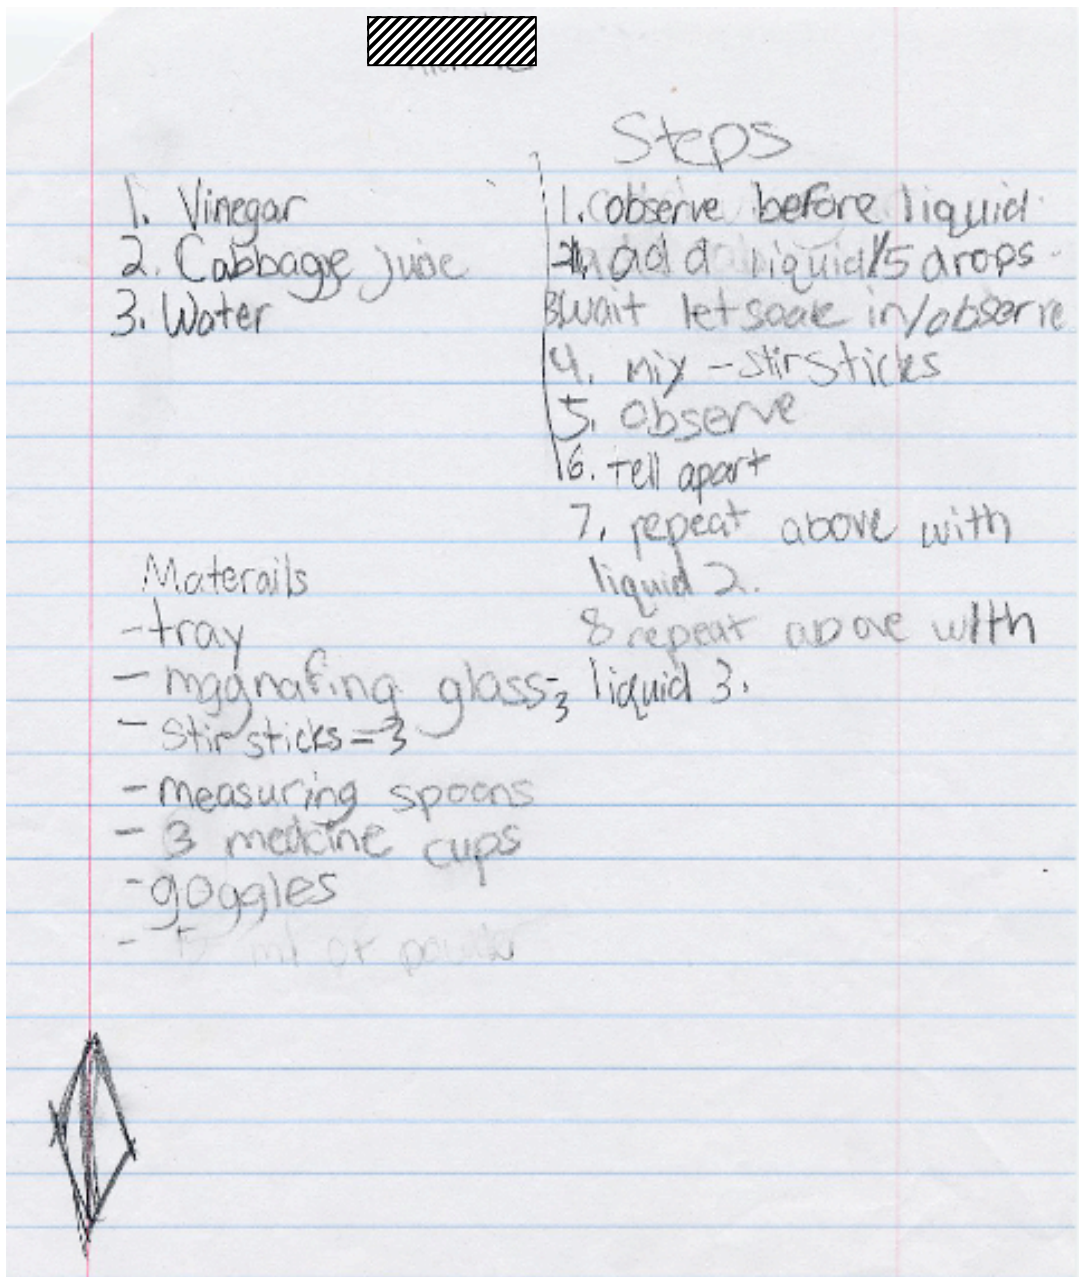 Steps
1. Vinegar
2. Cabbage juice
3. Water
1. observe before liquid
2. add liquid/5 drops
3. wait let soak in/observe
4. mix - stir sticks
5. observe
6. tell apart
7. repeat above with
liquid 2.
8 repeat above with
liquid 3.
Materails
- tray
- magnafing glass - 3
- Stir sticks = 3
- measuring spoons
- 3 medicine cups
- goggles
- 5 ml of